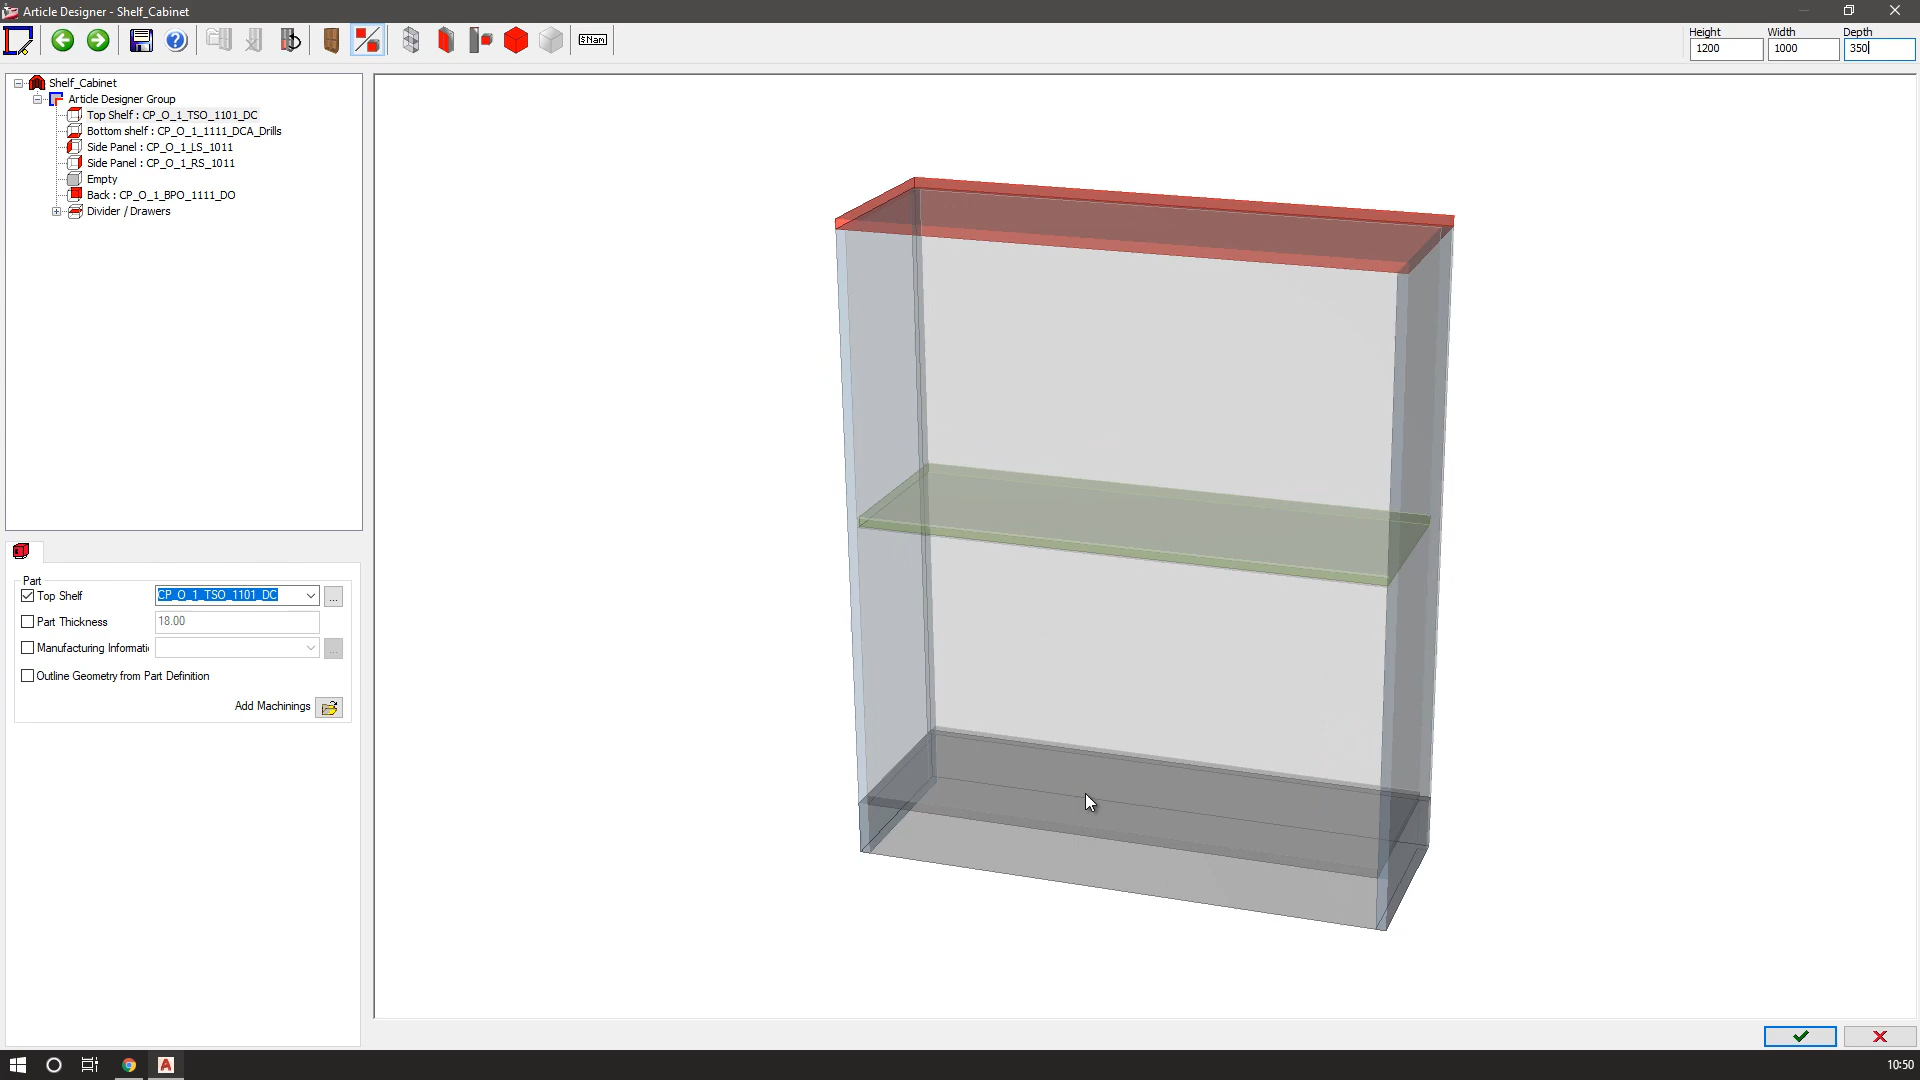 Article Designer - Shelf_Cabinet
$Nam
Height
Width
Depth
1200
1000
350
Shelf_Cabinet
Article Designer Group
Top Shelf : CP_O_1_TSO_1101_DC
Bottom shelf : CP_O_1_1111_DCA_Drills
Side Panel : CP_O_1_LS_1011
Side Panel : CP_O_1_RS_1011
Empty
Back : CP_O_1_BPO_1111_DO
Divider / Drawers
Part
Top Shelf
CP_O_1_TSO_1101_DC
...
Part Thickness
18.00
Manufacturing Informati
...
Outline Geometry from Part Definition
Add Machinings
10:50